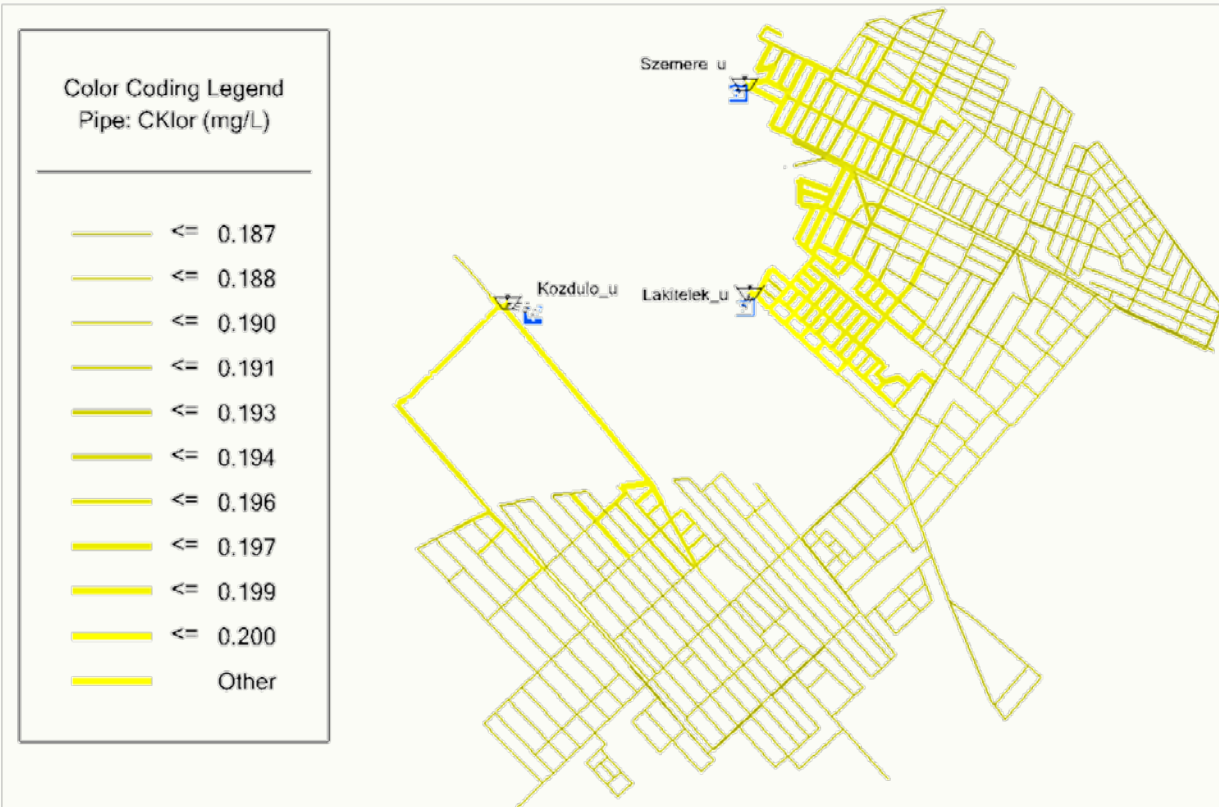 Color Coding Legend
Pipe: CKlor (mg/L)
<= 0.187
<= 0.188
<= 0.190
<= 0.191
<= 0.193
<= 0.194
<= 0.196
<= 0.197
<= 0.199
<= 0.200
Other
Szemere_u
Kozdulo_u
Lakitelek_u